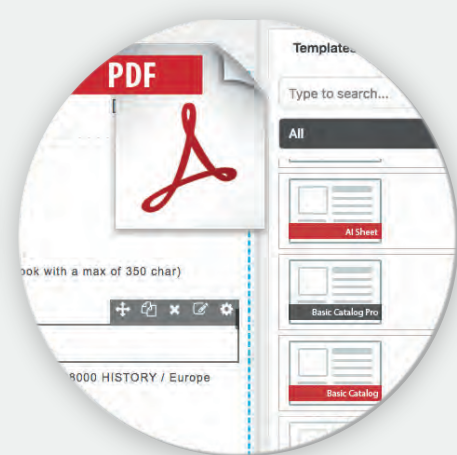 PDF
Templates
Type to search...
All
AI Sheet
ook with a max of 350 char)
Basic Catalog Pro
8000 HISTORY / Europe
Basic Catalog